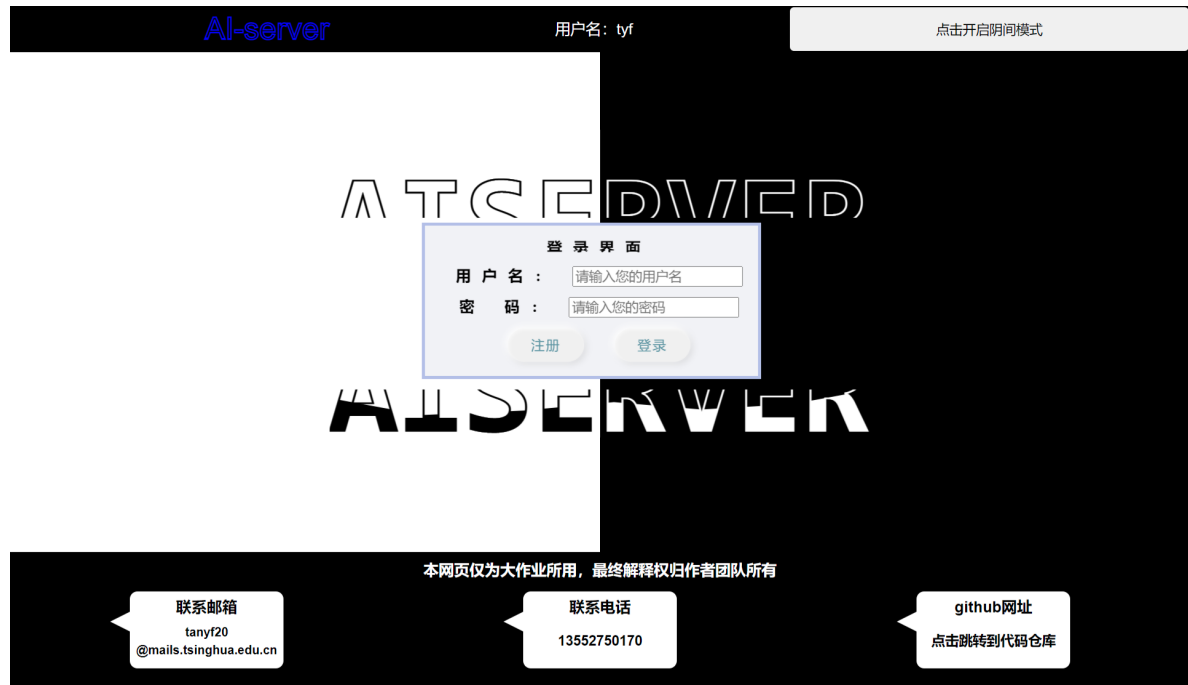 AI-server
用户名：tyf
点击开启阴间模式
AISERVER
登录界面
用户名：
请输入您的用户名
密 码：
请输入您的密码
注册
登录
AISERVER
本网页仅为大作业所用，最终解释权归作者团队所有
联系邮箱
tanyf20
@mails.tsinghua.edu.cn
联系电话
13552750170
github网址
点击跳转到代码仓库